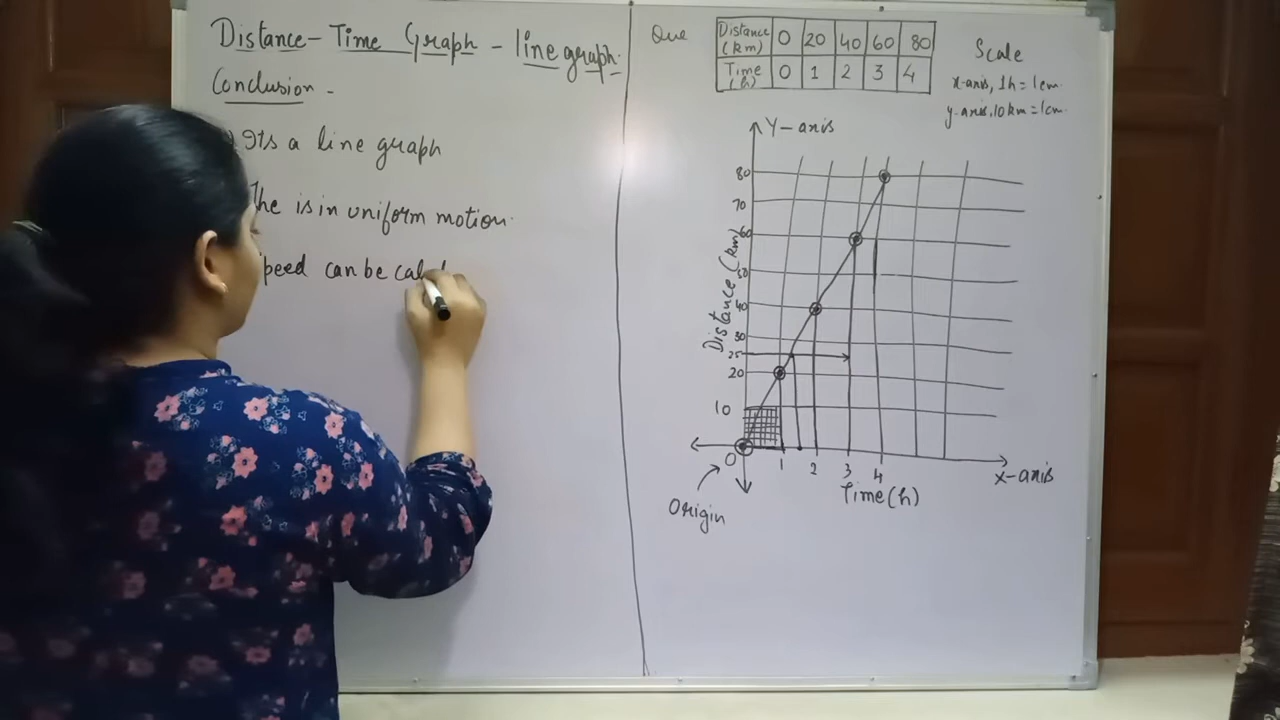 Distance - Time Graph - line graph.
Conclusion -
Its a line graph
The is in uniform motion.
peed can be cal
Que
Distance (km) 0 20 40 60 80
Time (h) 0 1 2 3 4
Scale
x-axis, 1h = 1cm
y-axis, 10km = 1cm
Y-axis
80
70
60
50
40
30
25
20
10
0
Distance (km)
1 2 3 4
Time (h)
X-axis
Origin